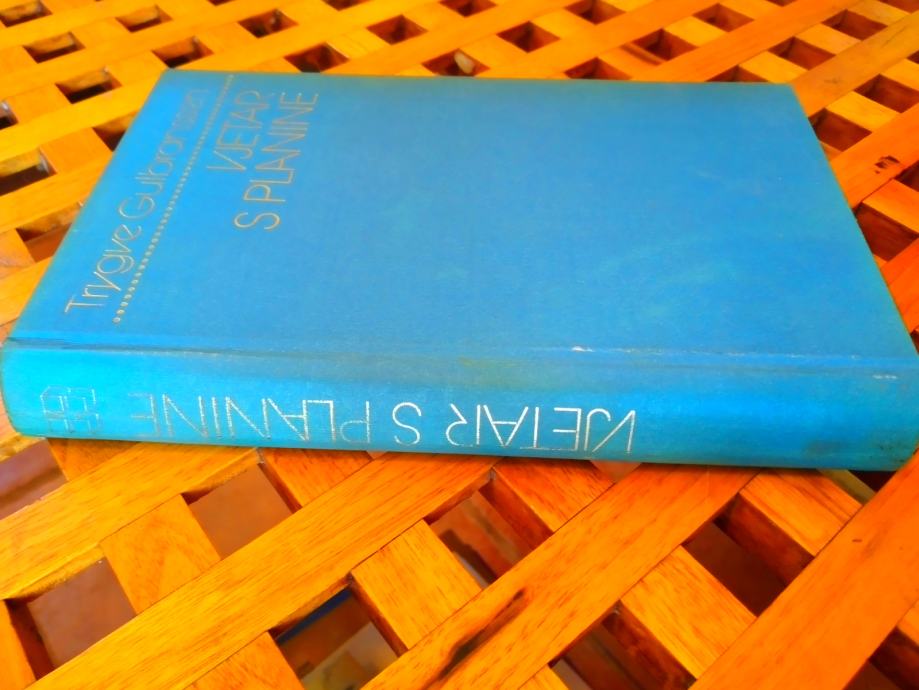 Trygve Gulbranssen
VJETAR
S PLANINE
VJETAR S PLANINE